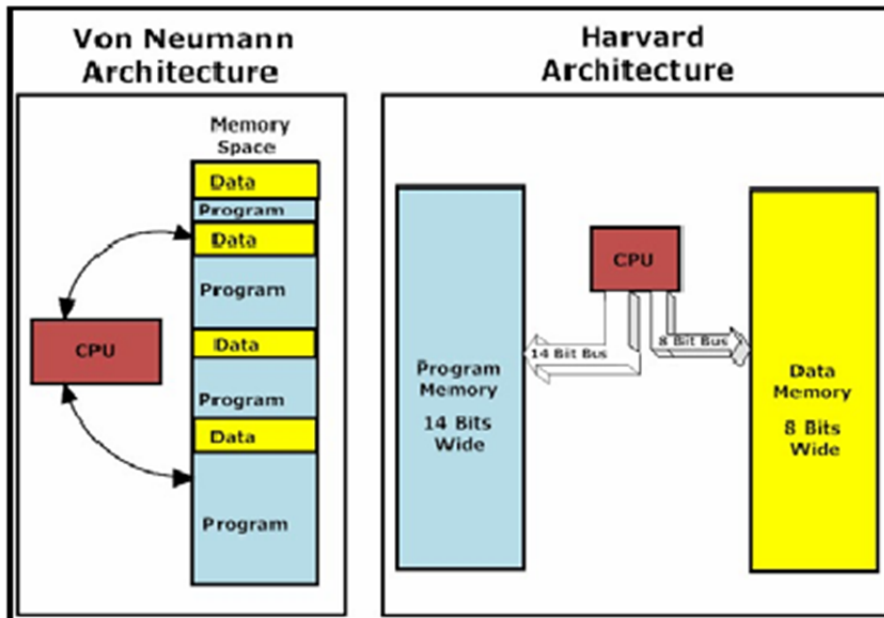 Von Neumann
Architecture
Memory
Space
Data
Program
Data
Program
Data
Program
Data
Program
CPU
Harvard
Architecture
CPU
14 Bit Bus
8 Bit Bus
Program
Memory
14 Bits
Wide
Data
Memory
8 Bits
Wide